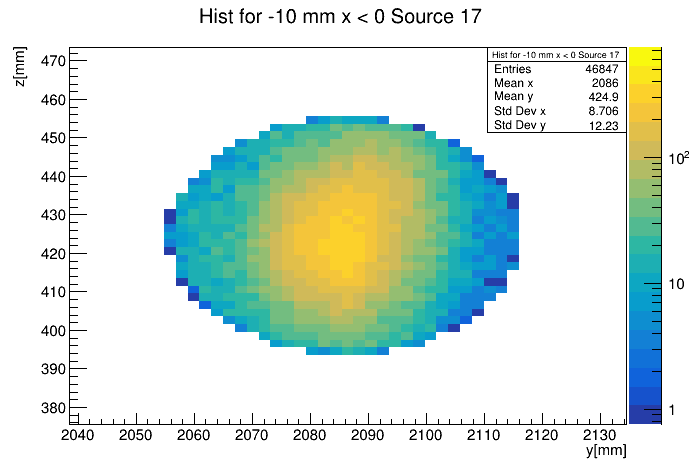 Hist for -10 mm x < 0 Source 17
z[mm]
470
460
450
440
430
420
410
400
390
380
2040
2050
2060
2070
2080
2090
2100
2110
2120
2130
y[mm]
Hist for -10 mm x < 0 Source 17
Entries 46847
Mean x 2086
Mean y 424.9
Std Dev x 8.706
Std Dev y 12.23
10²
10
1